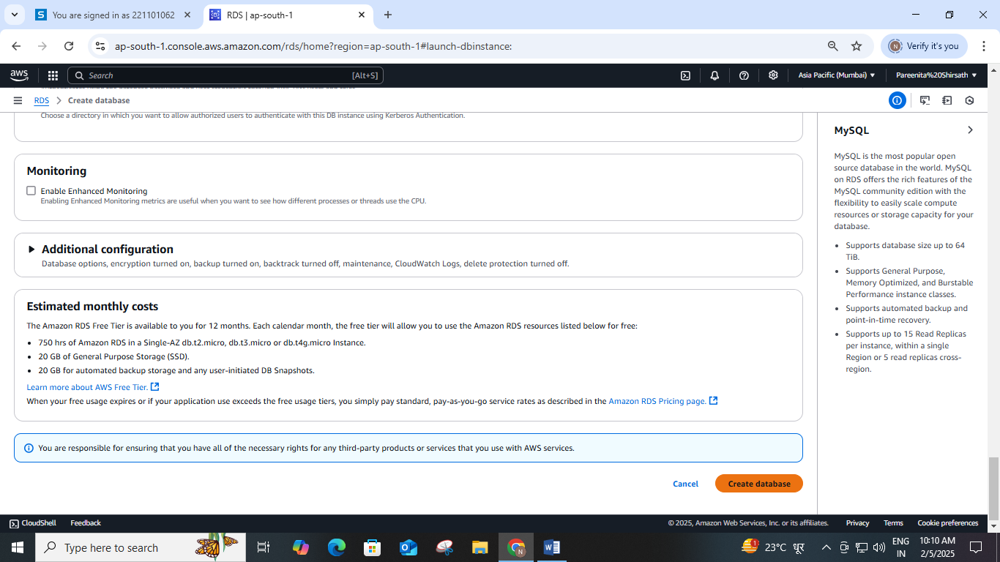 You are signed in as 221101062
RDS | ap-south-1
ap-south-1.console.aws.amazon.com/rds/home?region=ap-south-1#launch-dbinstance:
Verify it's you
aws
Search [Alt+S]
Asia Pacific (Mumbai)
Pareenita%20Shirsath
RDS
Create database
Choose a directory in which you want to allow authorized users to authenticate with this DB instance using Kerberos Authentication.
Monitoring
Enable Enhanced Monitoring
Enabling Enhanced Monitoring metrics are useful when you want to see how different processes or threads use the CPU.
Additional configuration
Database options, encryption turned on, backup turned on, backtrack turned off, maintenance, CloudWatch Logs, delete protection turned off.
Estimated monthly costs
The Amazon RDS Free Tier is available to you for 12 months. Each calendar month, the free tier will allow you to use the Amazon RDS resources listed below for free:
• 750 hrs of Amazon RDS in a Single-AZ db.t2.micro, db.t3.micro or db.t4g.micro Instance.
• 20 GB of General Purpose Storage (SSD).
• 20 GB for automated backup storage and any user-initiated DB Snapshots.
Learn more about AWS Free Tier.
When your free usage expires or if your application use exceeds the free usage tiers, you simply pay standard, pay-as-you-go service rates as described in the Amazon RDS Pricing page.
You are responsible for ensuring that you have all of the necessary rights for any third-party products or services that you use with AWS services.
Cancel
Create database
MySQL
MySQL is the most popular open
source database in the world. MySQL
on RDS offers the rich features of the
MySQL community edition with the
flexibility to easily scale compute
resources or storage capacity for your
database.
• Supports database size up to 64
TiB.
• Supports General Purpose,
Memory Optimized, and Burstable
Performance instance classes.
• Supports automated backup and
point-in-time recovery.
• Supports up to 15 Read Replicas
per instance, within a single
Region or 5 read replicas cross-
region.
CloudShell
Feedback
© 2025, Amazon Web Services, Inc. or its affiliates.
Privacy
Terms
Cookie preferences
Type here to search
23°C धूर
ENG
IN
10:10 AM
2/5/2025